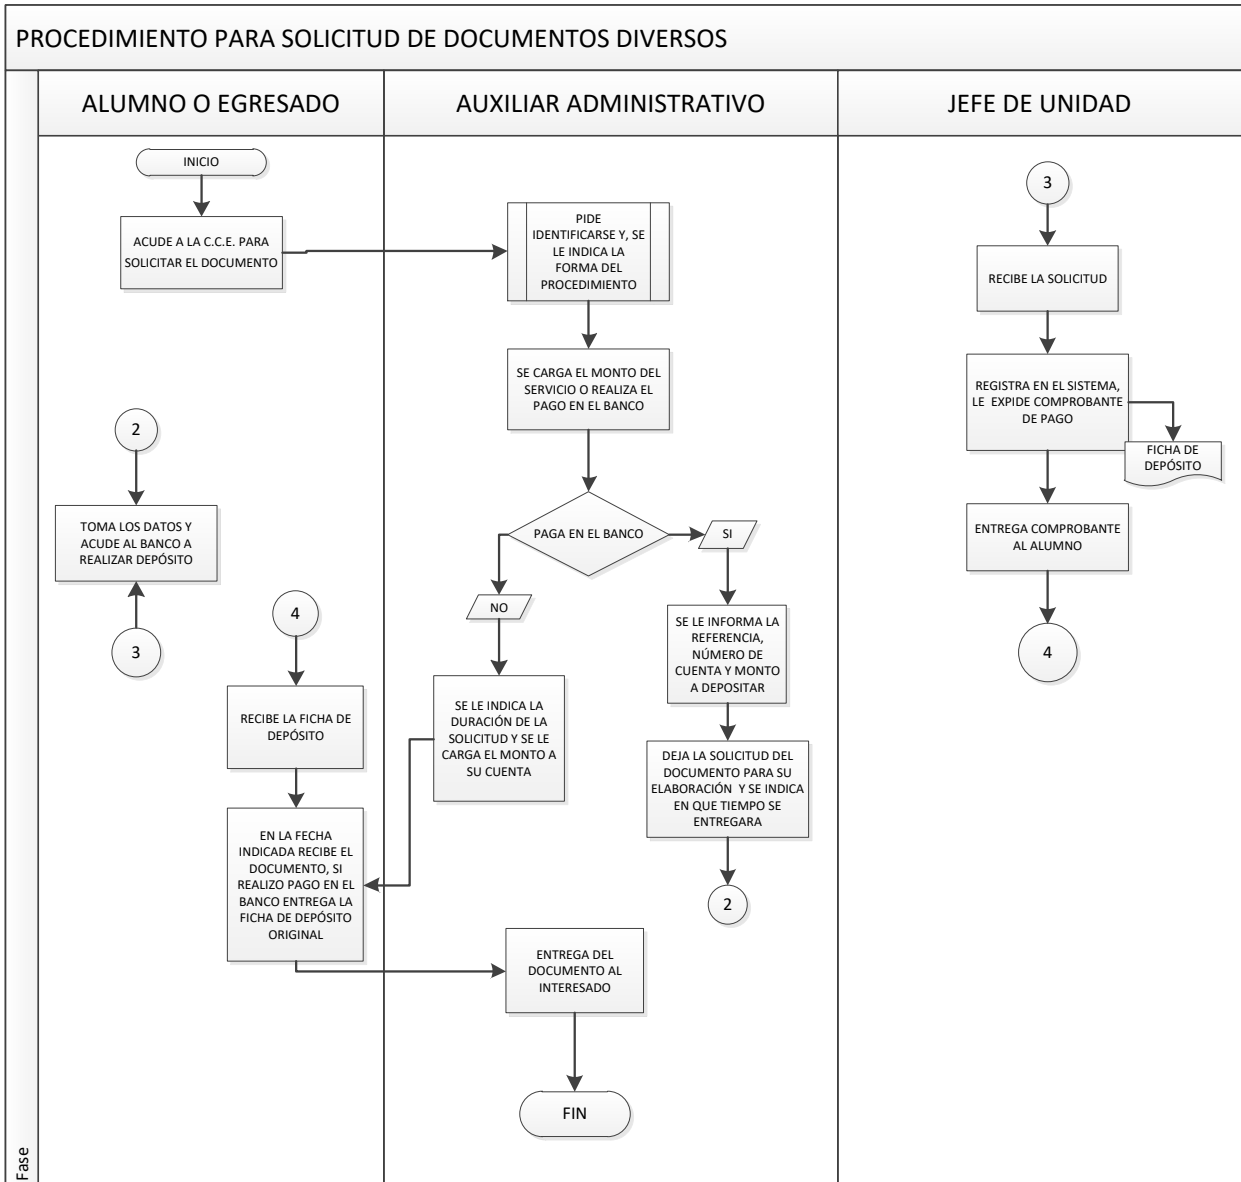 PROCEDIMIENTO PARA SOLICITUD DE DOCUMENTOS DIVERSOS
ALUMNO O EGRESADO
AUXILIAR ADMINISTRATIVO
JEFE DE UNIDAD
INICIO
ACUDE A LA C.C.E. PARA
SOLICITAR EL DOCUMENTO
2
TOMA LOS DATOS Y
ACUDE AL BANCO A
REALIZAR DEPÓSITO
3
4
RECIBE LA FICHA DE
DEPÓSITO
EN LA FECHA
INDICADA RECIBE EL
DOCUMENTO, SI
REALIZO PAGO EN EL
BANCO ENTREGA LA
FICHA DE DEPÓSITO
ORIGINAL
PIDE
IDENTIFICARSE Y, SE
LE INDICA LA
FORMA DEL
PROCEDIMIENTO
SE CARGA EL MONTO DEL
SERVICIO O REALIZA EL
PAGO EN EL BANCO
PAGA EN EL BANCO
SI
NO
SE LE INDICA LA
DURACIÓN DE LA
SOLICITUD Y SE LE
CARGA EL MONTO A
SU CUENTA
SE LE INFORMA LA
REFERENCIA,
NÚMERO DE
CUENTA Y MONTO
A DEPOSITAR
DEJA LA SOLICITUD DEL
DOCUMENTO PARA SU
ELABORACIÓN Y SE INDICA
EN QUE TIEMPO SE
ENTREGARA
2
ENTREGA DEL
DOCUMENTO AL
INTERESADO
FIN
3
RECIBE LA SOLICITUD
REGISTRA EN EL SISTEMA,
LE EXPIDE COMPROBANTE
DE PAGO
FICHA DE
DEPÓSITO
ENTREGA COMPROBANTE
AL ALUMNO
4
Fase